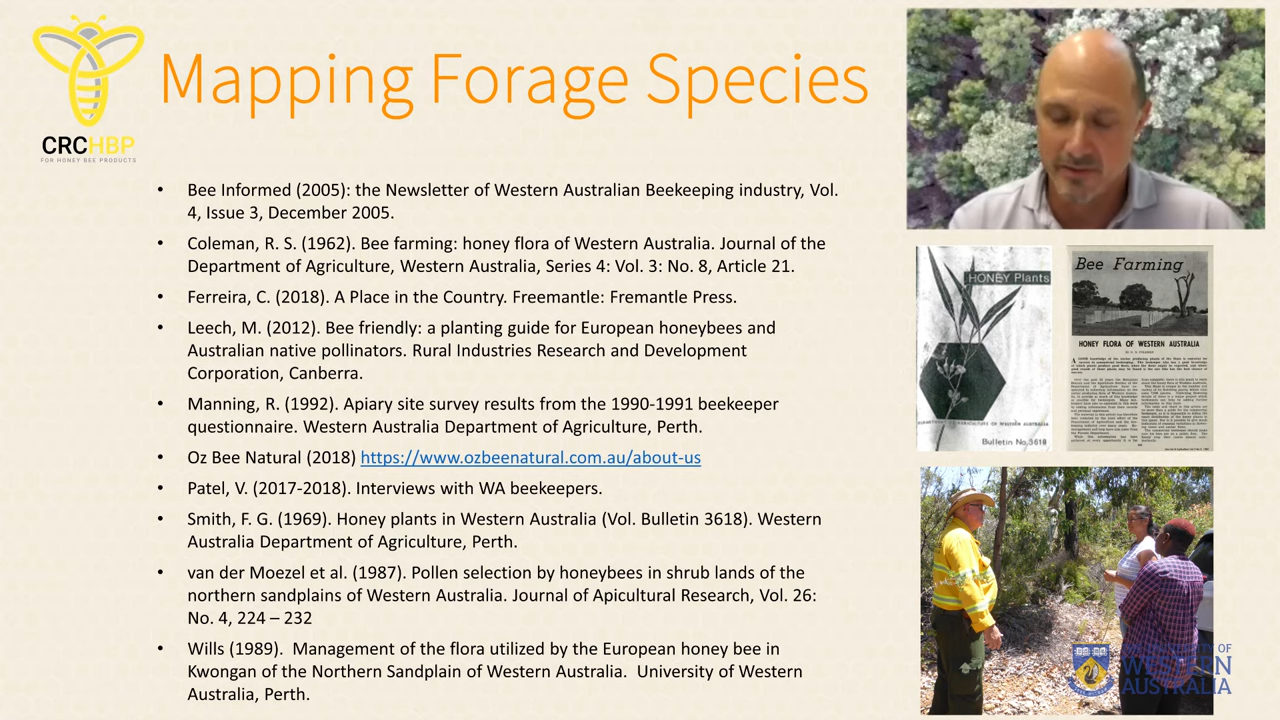 Mapping Forage Species
CRCHBP
FOR HONEY BEE PRODUCTS
• Bee Informed (2005): the Newsletter of Western Australian Beekeeping industry, Vol.
4, Issue 3, December 2005.
• Coleman, R. S. (1962). Bee farming: honey flora of Western Australia. Journal of the
Department of Agriculture, Western Australia, Series 4: Vol. 3: No. 8, Article 21.
• Ferreira, C. (2018). A Place in the Country. Freemantle: Fremantle Press.
• Leech, M. (2012). Bee friendly: a planting guide for European honeybees and
Australian native pollinators. Rural Industries Research and Development
Corporation, Canberra.
• Manning, R. (1992). Apiary site survey results from the 1990-1991 beekeeper
questionnaire. Western Australia Department of Agriculture, Perth.
• Oz Bee Natural (2018) https://www.ozbeenatural.com.au/about-us
• Patel, V. (2017-2018). Interviews with WA beekeepers.
• Smith, F. G. (1969). Honey plants in Western Australia (Vol. Bulletin 3618). Western
Australia Department of Agriculture, Perth.
• van der Moezel et al. (1987). Pollen selection by honeybees in shrub lands of the
northern sandplains of Western Australia. Journal of Apicultural Research, Vol. 26:
No. 4, 224 – 232
• Wills (1989).  Management of the flora utilized by the European honey bee in
Kwongan of the Northern Sandplain of Western Australia.  University of Western
Australia, Perth.
HONEY Plants
DEPARTMENT OF AGRICULTURE OF WESTERN AUSTRALIA
Bulletin No.3618
Bee Farming
HONEY FLORA OF WESTERN AUSTRALIA
WESTERN
AUSTRALIA